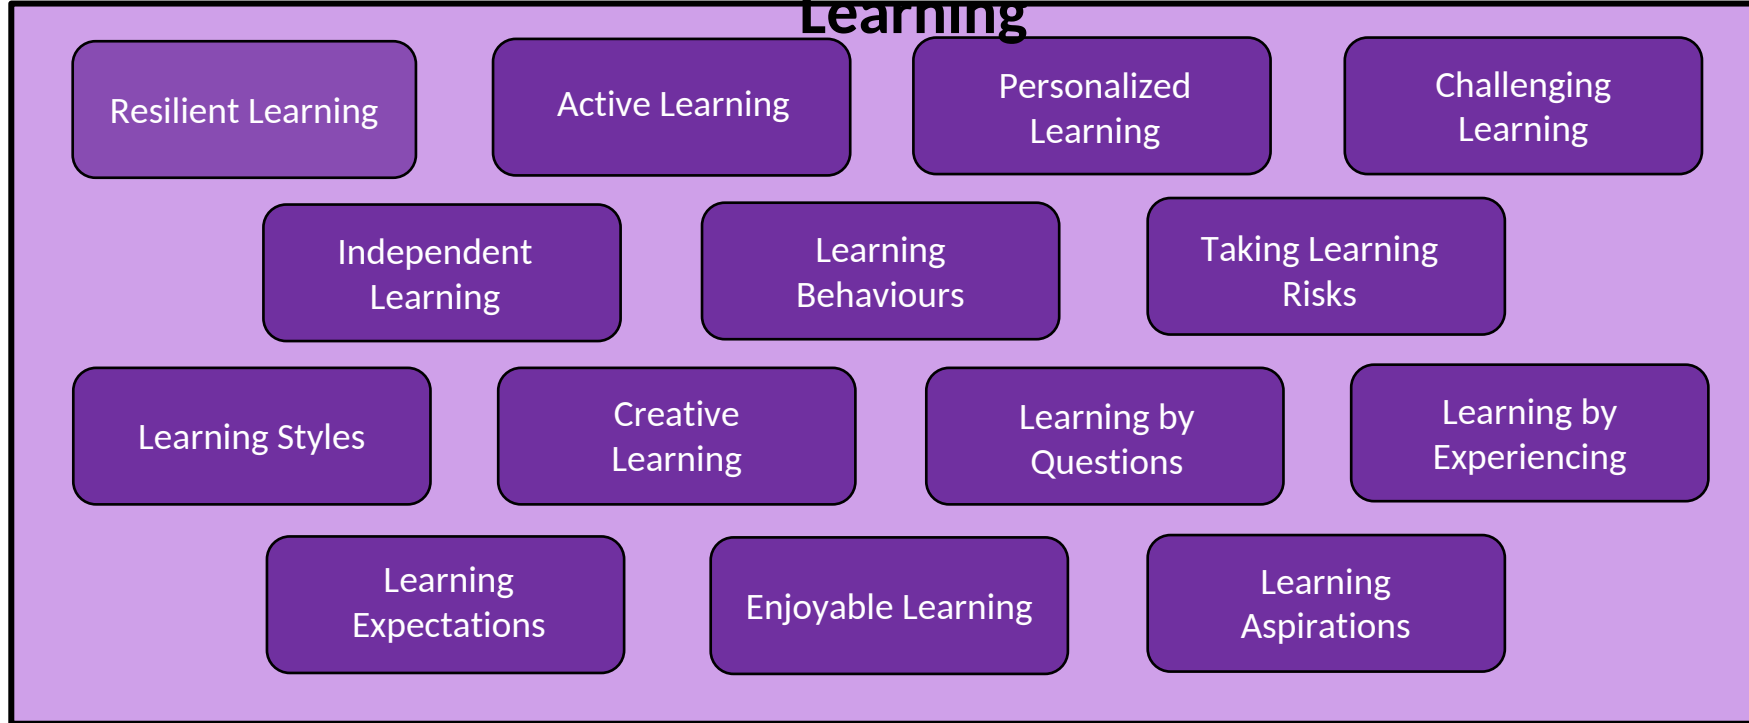 Learning
Resilient Learning
Active Learning
Personalized
Learning
Challenging
Learning
Independent
Learning
Learning
Behaviours
Taking Learning
Risks
Learning Styles
Creative
Learning
Learning by
Questions
Learning by
Experiencing
Learning
Expectations
Enjoyable Learning
Learning
Aspirations